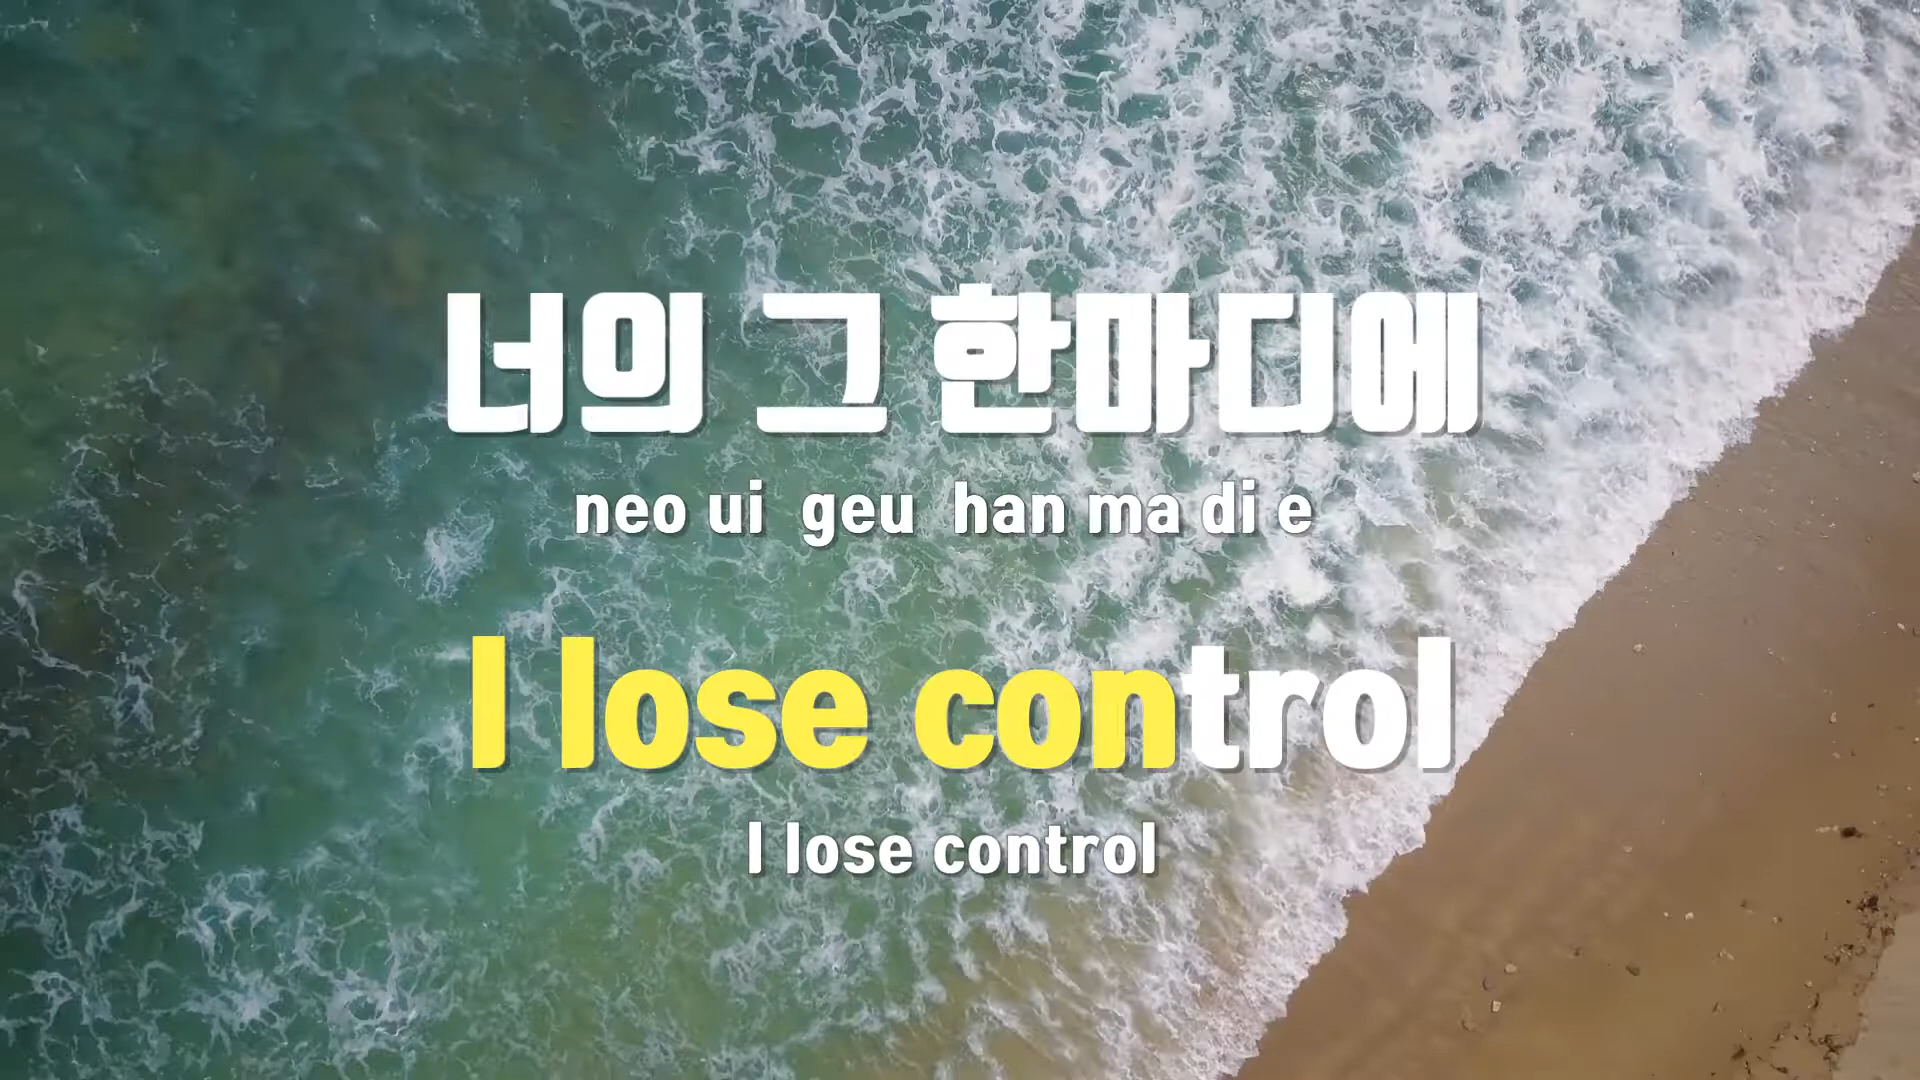 너의 그 한마디에
neo ui geu han ma di e
I lose control
I lose control